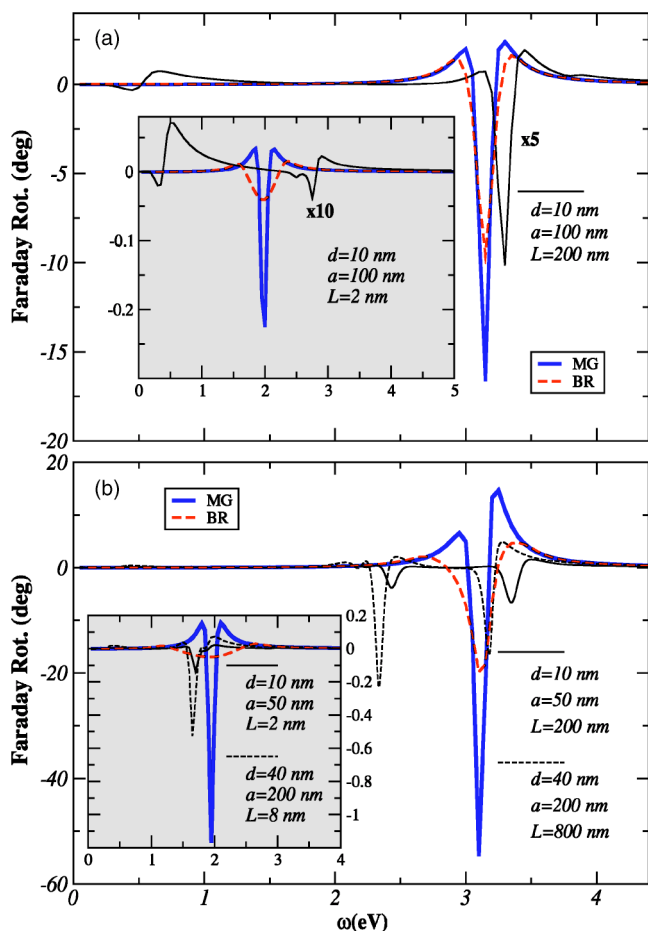 (a)
Faraday Rot. (deg)
0
-5
-10
-15
-20
x5
d=10 nm
a=100 nm
L=200 nm
0
-0.1
-0.2
x10
d=10 nm
a=100 nm
L=2 nm
0 1 2 3 4 5
MG
BR
(b)
MG
BR
Faraday Rot. (deg)
20
0
-20
-40
-60
0.2
0
-0.2
-0.4
-0.6
-0.8
-1
d=10 nm
a=50 nm
L=2 nm
d=40 nm
a=200 nm
L=8 nm
0 1 2 3 4
d=10 nm
a=50 nm
L=200 nm
d=40 nm
a=200 nm
L=800 nm
0 1 2 3 4
ω(eV)